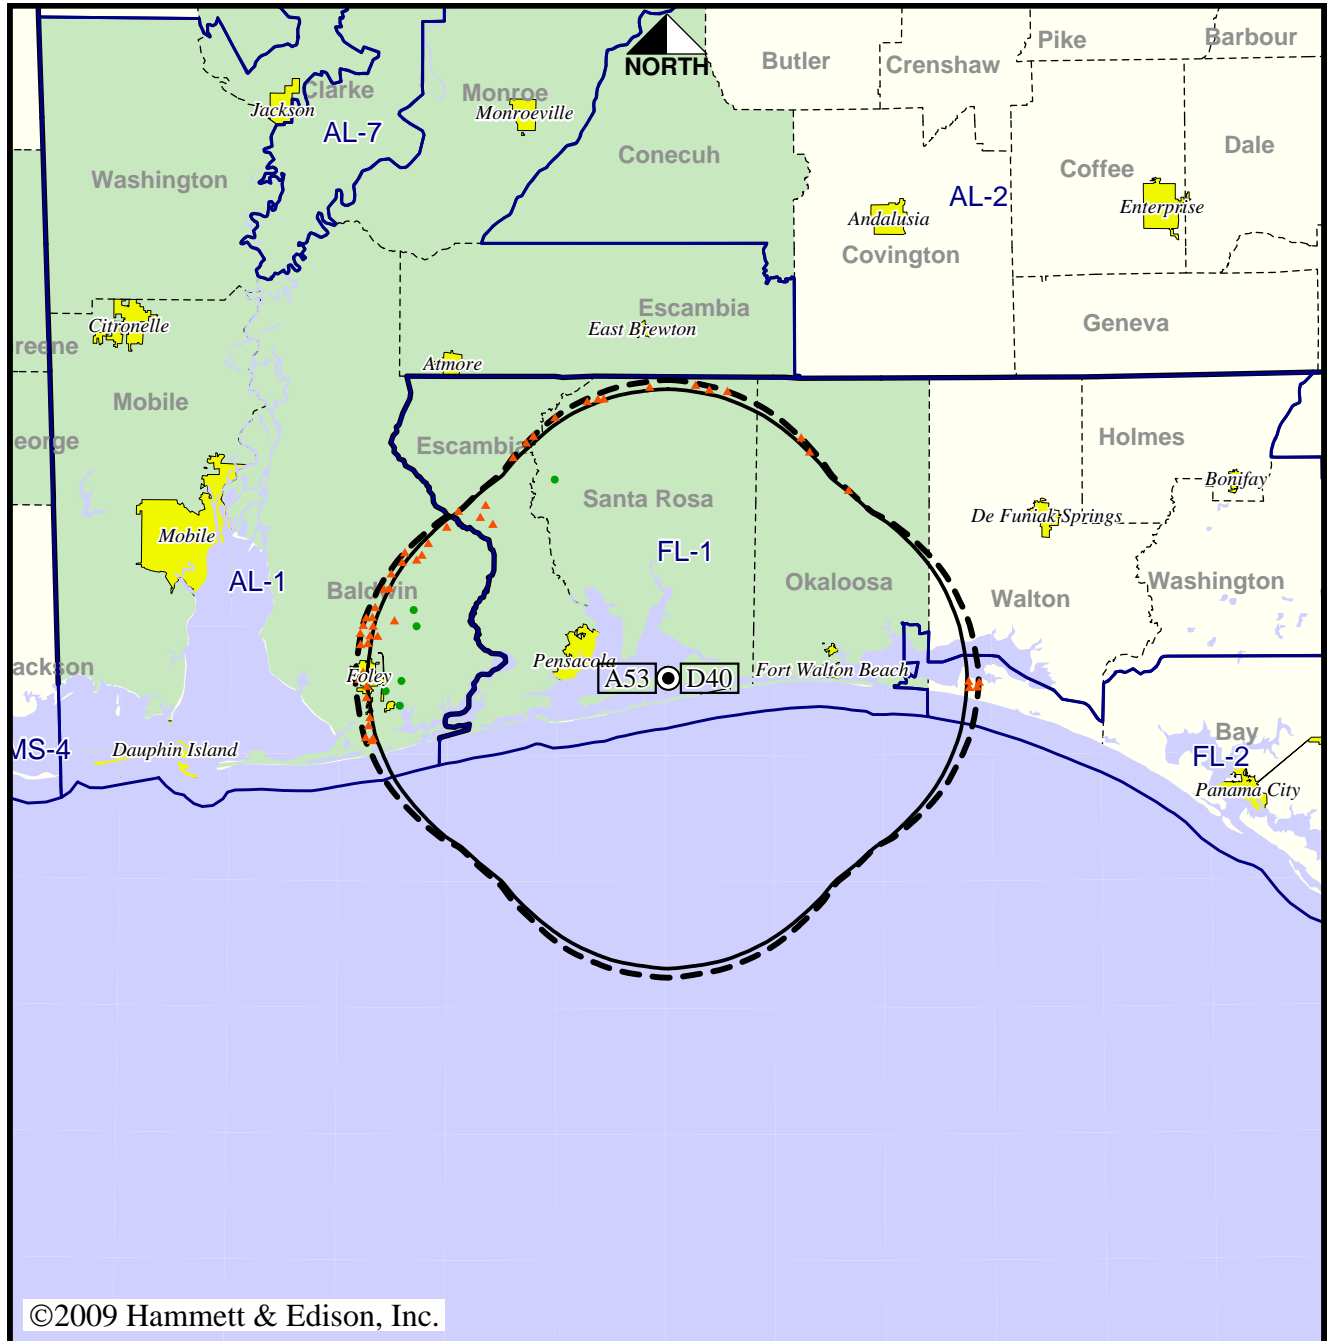 NORTH
Pike
Barbour
Butler
Crenshaw
Clarke
Monroe
Jackson
Monroeville
AL-7
Conecuh
Dale
Coffee
Washington
AL-2
Enterprise
Andalusia
Covington
Escambia
Citronelle
East Brewton
Geneva
reene
Atmore
Mobile
Escambia
Holmes
eorge
Santa Rosa
Bonifay
De Funiak Springs
Mobile
FL-1
AL-1
Okaloosa
Washington
Baldwin
Walton
ackson
Foley
Pensacola
A53
D40
Fort Walton Beach
MS-4
Dauphin Island
Bay
FL-2
Panama City
©2009 Hammett & Edison, Inc.